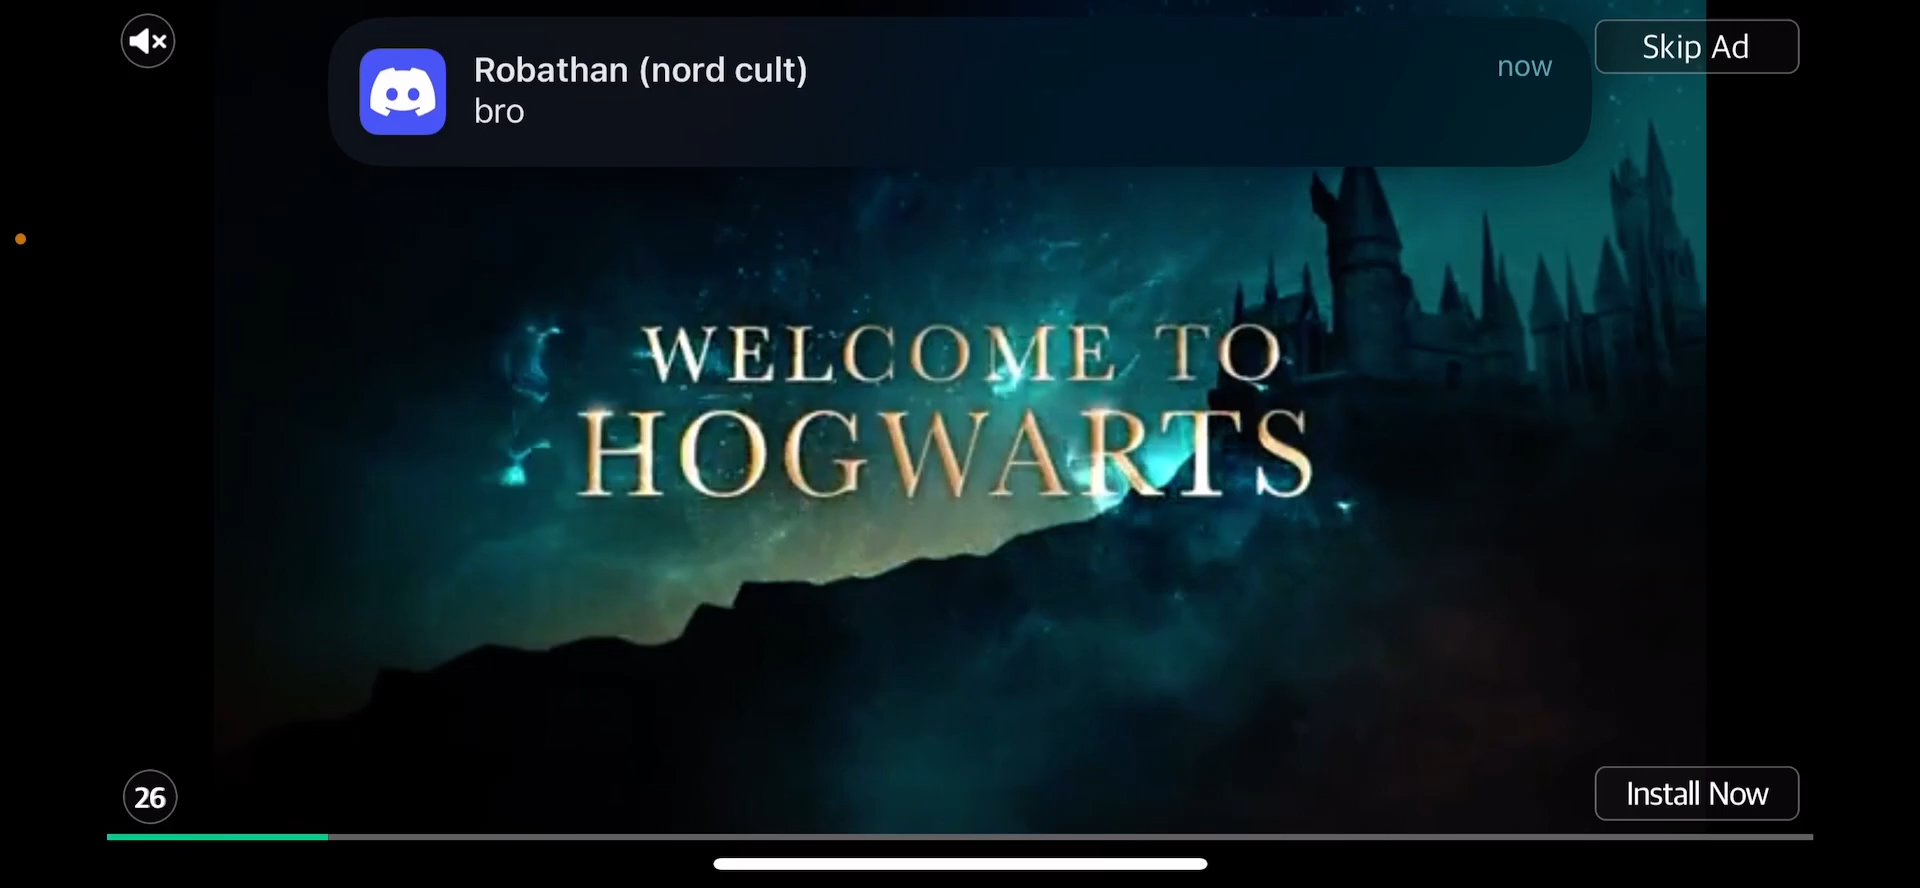 Robathan (nord cult)
now
bro
Skip Ad
WELCOME TO
HOGWARTS
26
Install Now